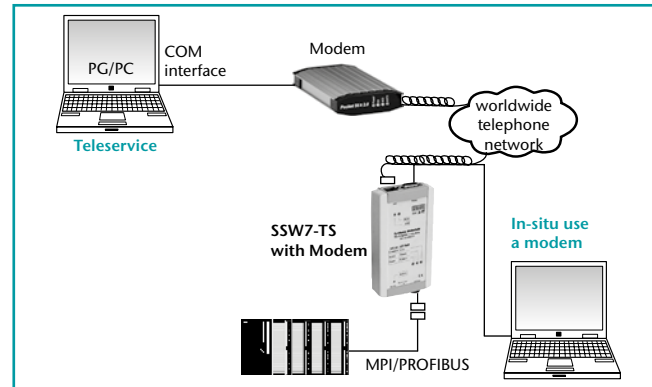 PG/PC
COM
interface
Modem
Teleservice
worldwide
telephone
network
SSW7-TS
with Modem
In-situ use
a modem
MPI/PROFIBUS